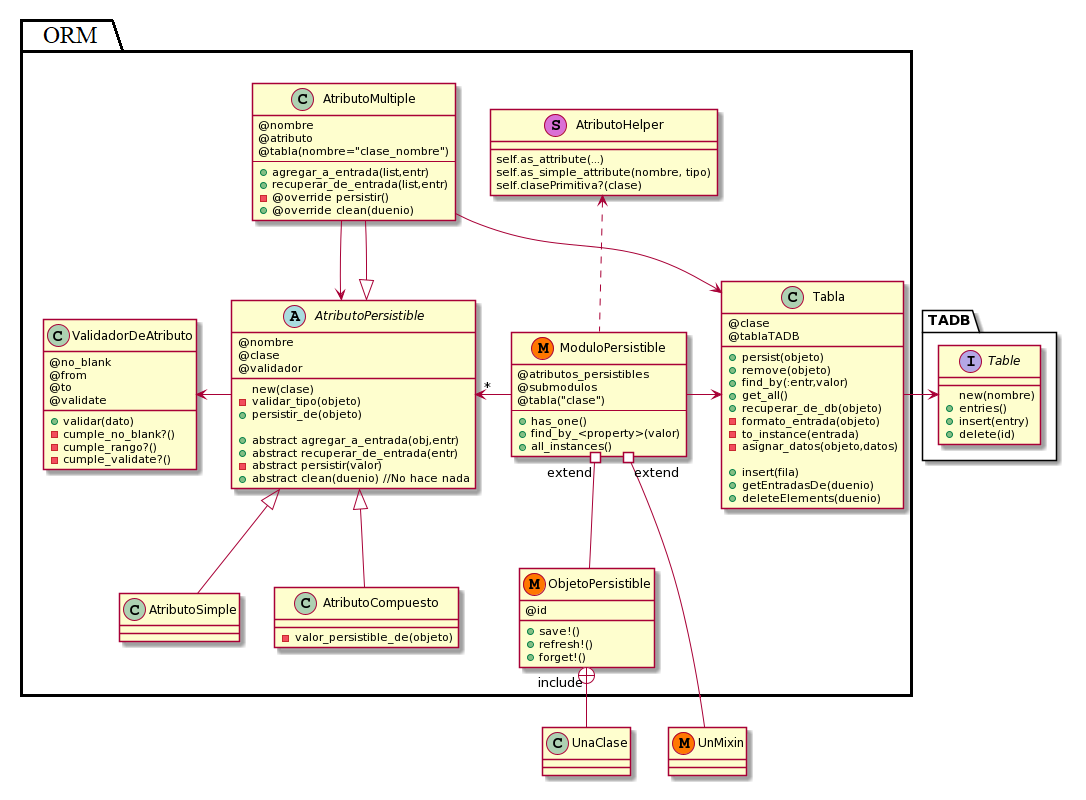 ORM
AtributoMultiple
@nombre
@atributo
@tabla(nombre="clase_nombre")
agregar_a_entrada(list,entr)
recuperar_de_entrada(list,entr)
@override persistir()
@override clean(duenio)
S AtributoHelper
self.as_attribute(...)
self.as_simple_attribute(nombre, tipo)
self.clasePrimitiva?(clase)
C AtributoMultiple
C ValidadorDeAtributo
@no_blank
@from
@to
@validate
validar(dato)
cumple_no_blank?()
cumple_rango?()
cumple_validate?()
A AtributoPersistible
@nombre
@clase
@validador
new(clase)
validar_tipo(objeto)
persistir_de(objeto)
abstract agregar_a_entrada(obj,entr)
abstract recuperar_de_entrada(entr)
abstract persistir(valor)
abstract clean(duenio) //No hace nada
*
M ModuloPersistible
@atributos_persistibles
@submodulos
@tabla("clase")
has_one()
find_by_<property>(valor)
all_instances()
extend
extend
C Tabla
@clase
@tablaTADB
persist(objeto)
remove(objeto)
find_by(:entr,valor)
get_all()
recuperar_de_db(objeto)
formato_entrada(objeto)
to_instance(entrada)
asignar_datos(objeto,datos)
insert(fila)
getEntradasDe(duenio)
deleteElements(duenio)
TADB
I Table
new(nombre)
entries()
insert(entry)
delete(id)
C AtributoSimple
C AtributoCompuesto
valor_persistible_de(objeto)
M ObjetoPersistible
@id
save!()
refresh!()
forget!()
include
C UnaClase
M UnMixin